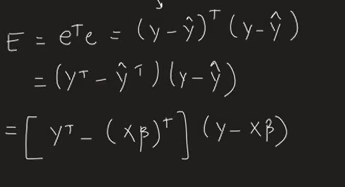 E = eᵀe = (y - ŷ)ᵀ (y - ŷ)
= (yᵀ - ŷᵀ)(y - ŷ)
= [yᵀ - (xβ)ᵀ] (y - xβ)